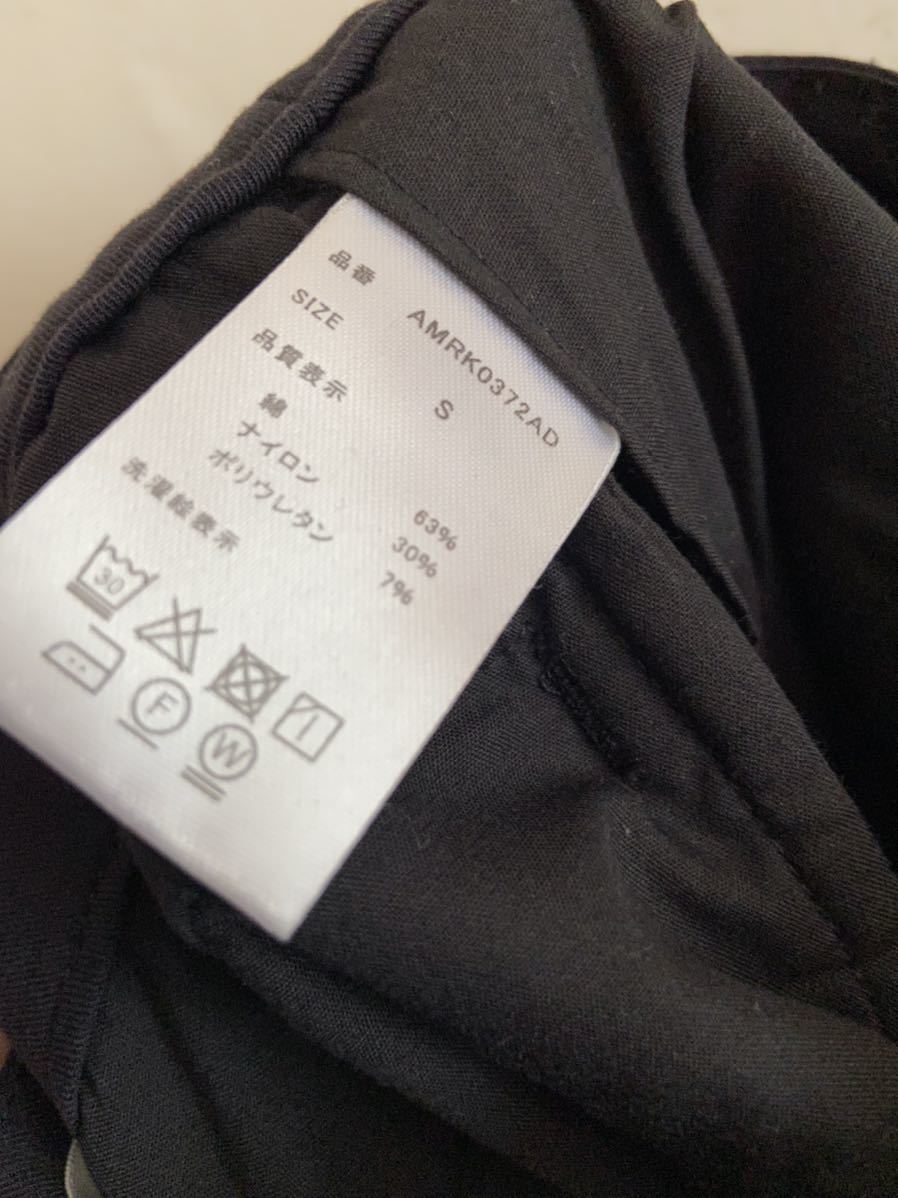 品番 AMRK0372AD
SIZE S
品質表示
綿 63%
ナイロン 30%
ポリウレタン 7%
洗濯絵表示
30
F
W